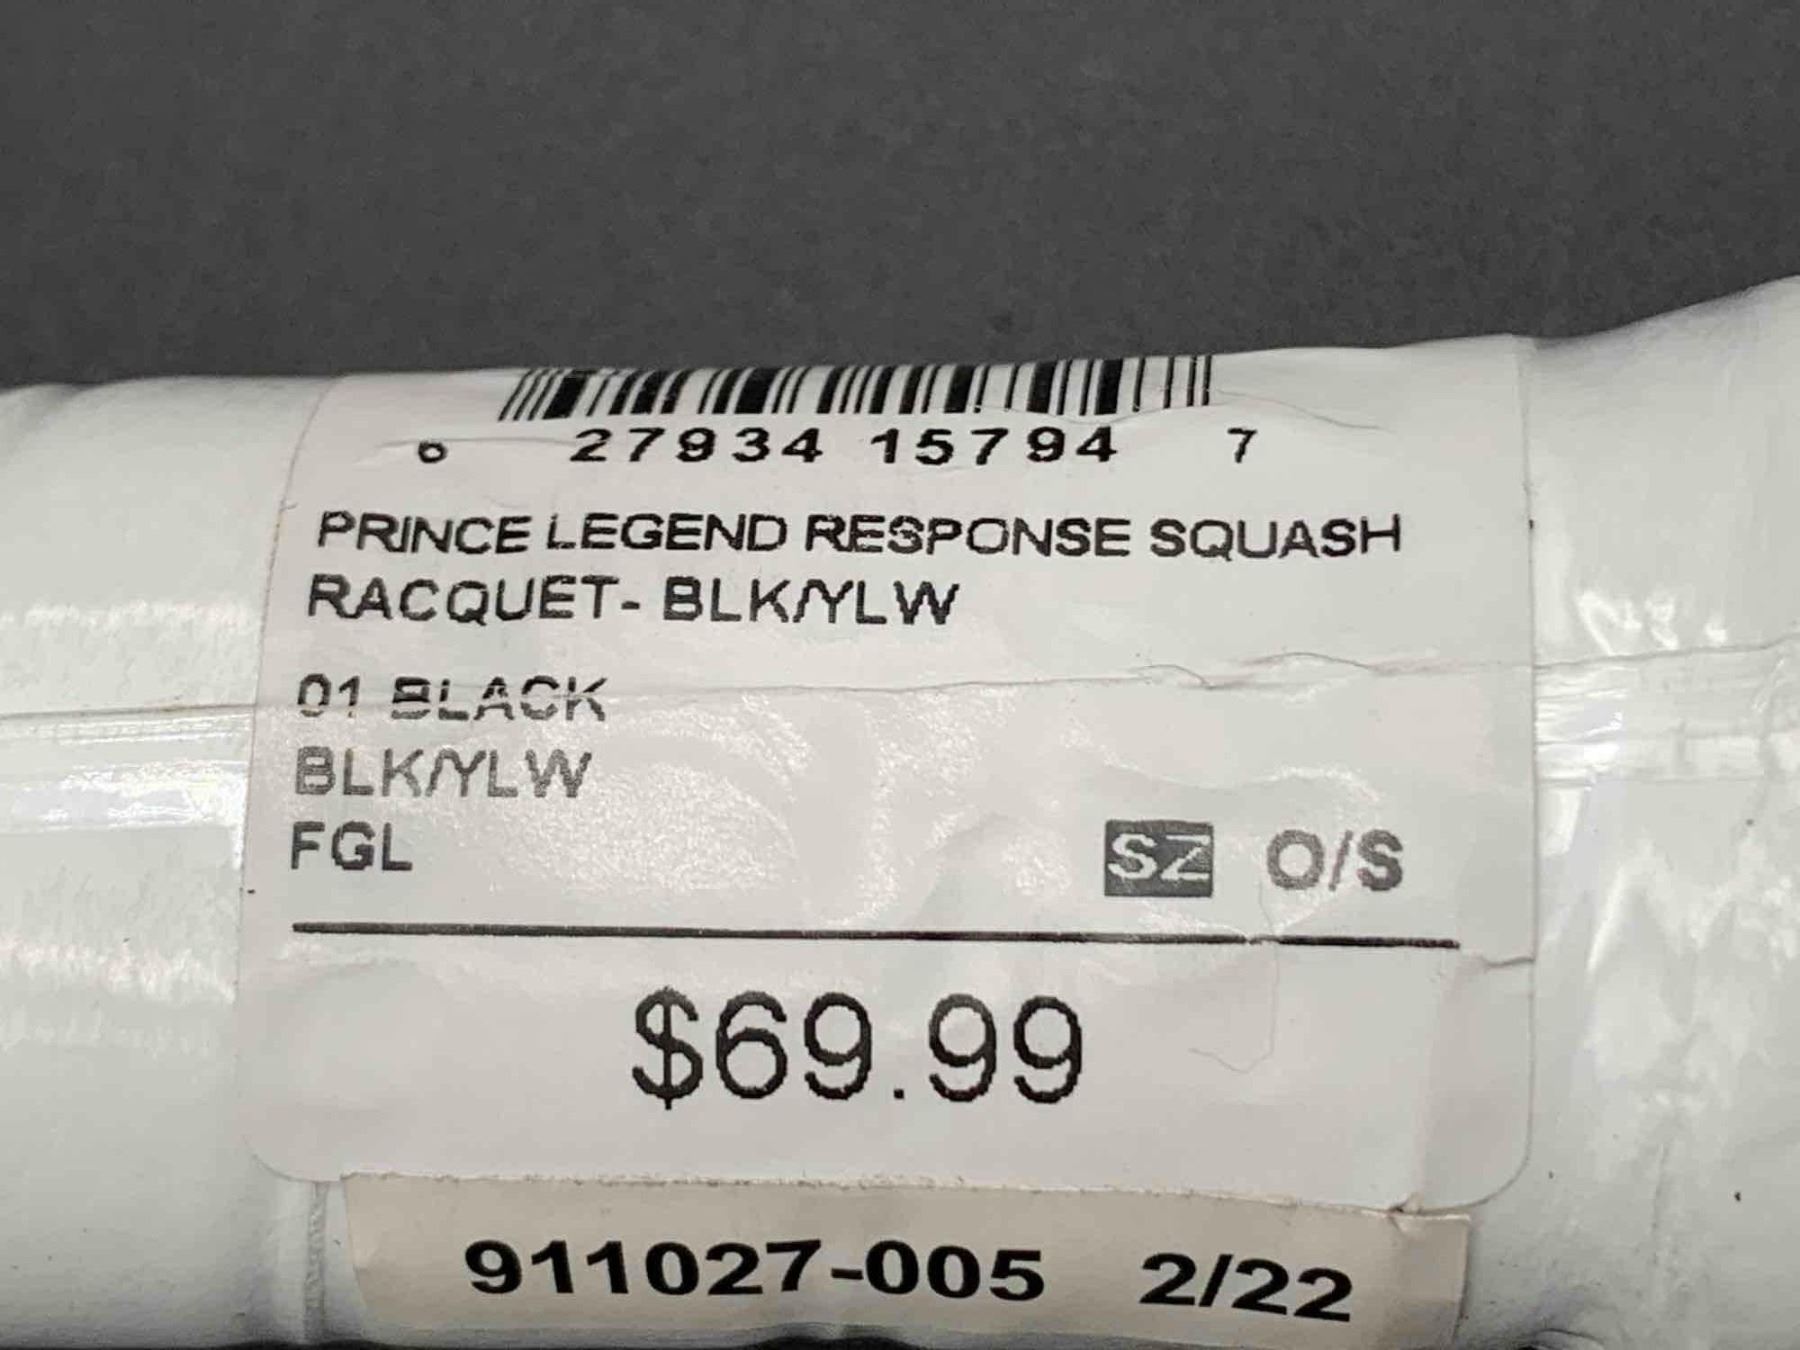 6 27934 15794 7
PRINCE LEGEND RESPONSE SQUASH
RACQUET- BLK/YLW
01 BLACK
BLK/YLW
FGL SZ O/S
$69.99
911027-005 2/22